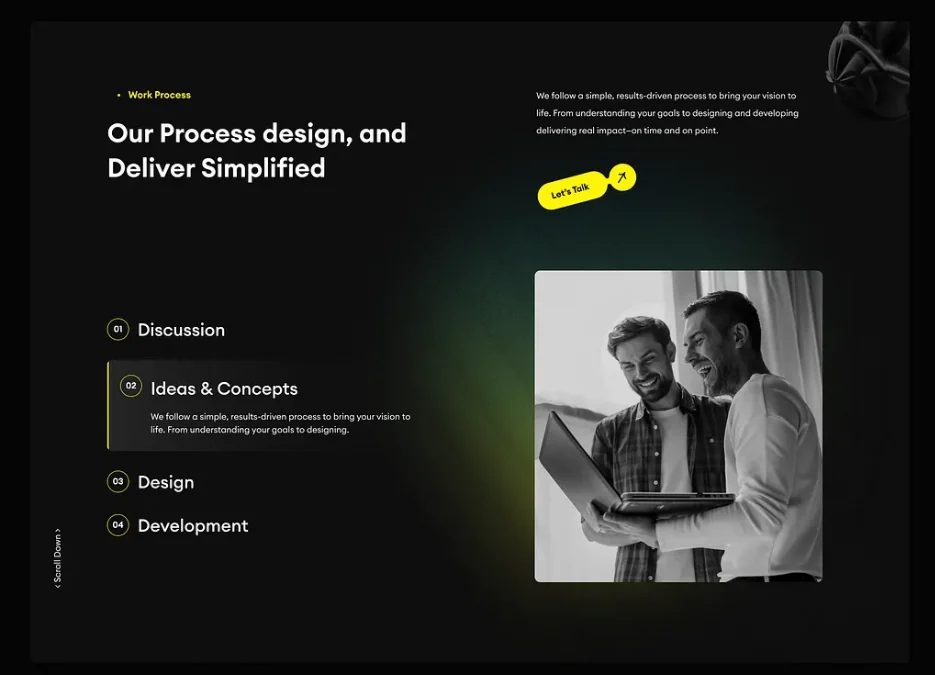 • Work Process
Our Process design, and
Deliver Simplified
We follow a simple, results-driven process to bring your vision to
life. From understanding your goals to designing and developing
delivering real impact—on time and on point.
Let's Talk
01 Discussion
02 Ideas & Concepts
We follow a simple, results-driven process to bring your vision to
life. From understanding your goals to designing.
03 Design
04 Development
< Scroll Down >